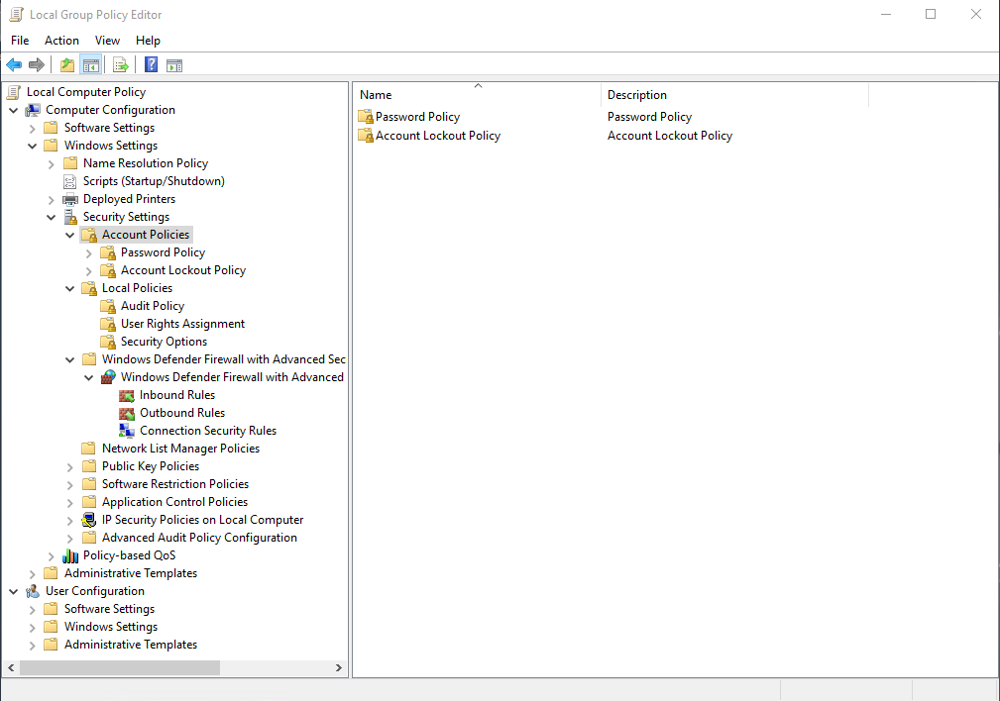 Local Group Policy Editor
File Action View Help
Local Computer Policy
Computer Configuration
Software Settings
Windows Settings
Name Resolution Policy
Scripts (Startup/Shutdown)
Deployed Printers
Security Settings
Account Policies
Password Policy
Account Lockout Policy
Local Policies
Audit Policy
User Rights Assignment
Security Options
Windows Defender Firewall with Advanced Sec
Windows Defender Firewall with Advanced
Inbound Rules
Outbound Rules
Connection Security Rules
Network List Manager Policies
Public Key Policies
Software Restriction Policies
Application Control Policies
IP Security Policies on Local Computer
Advanced Audit Policy Configuration
Policy-based QoS
Administrative Templates
User Configuration
Software Settings
Windows Settings
Administrative Templates
Name Description
Password Policy Password Policy
Account Lockout Policy Account Lockout Policy